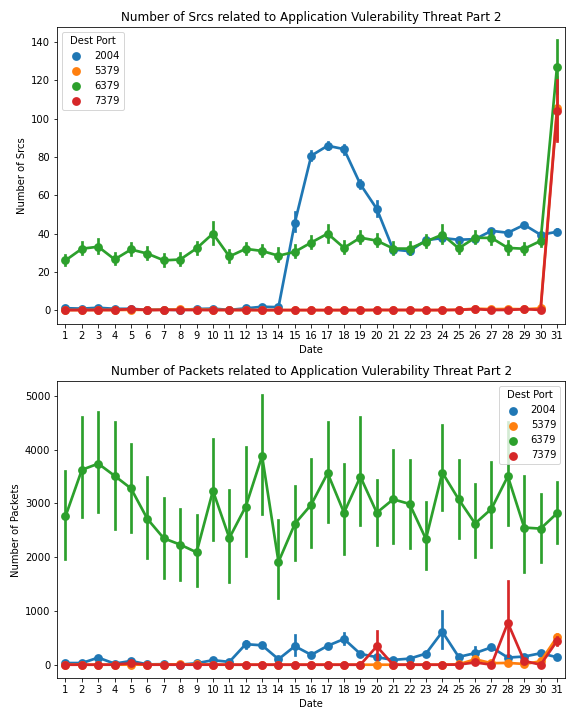 Number of Srcs related to Application Vulerability Threat Part 2
Dest Port
2004
5379
6379
7379
140
120
100
80
60
40
20
0
Number of Srcs
1 2 3 4 5 6 7 8 9 10 11 12 13 14 15 16 17 18 19 20 21 22 23 24 25 26 27 28 29 30 31
Date
Number of Packets related to Application Vulerability Threat Part 2
Dest Port
2004
5379
6379
7379
5000
4000
3000
2000
1000
0
Number of Packets
1 2 3 4 5 6 7 8 9 10 11 12 13 14 15 16 17 18 19 20 21 22 23 24 25 26 27 28 29 30 31
Date